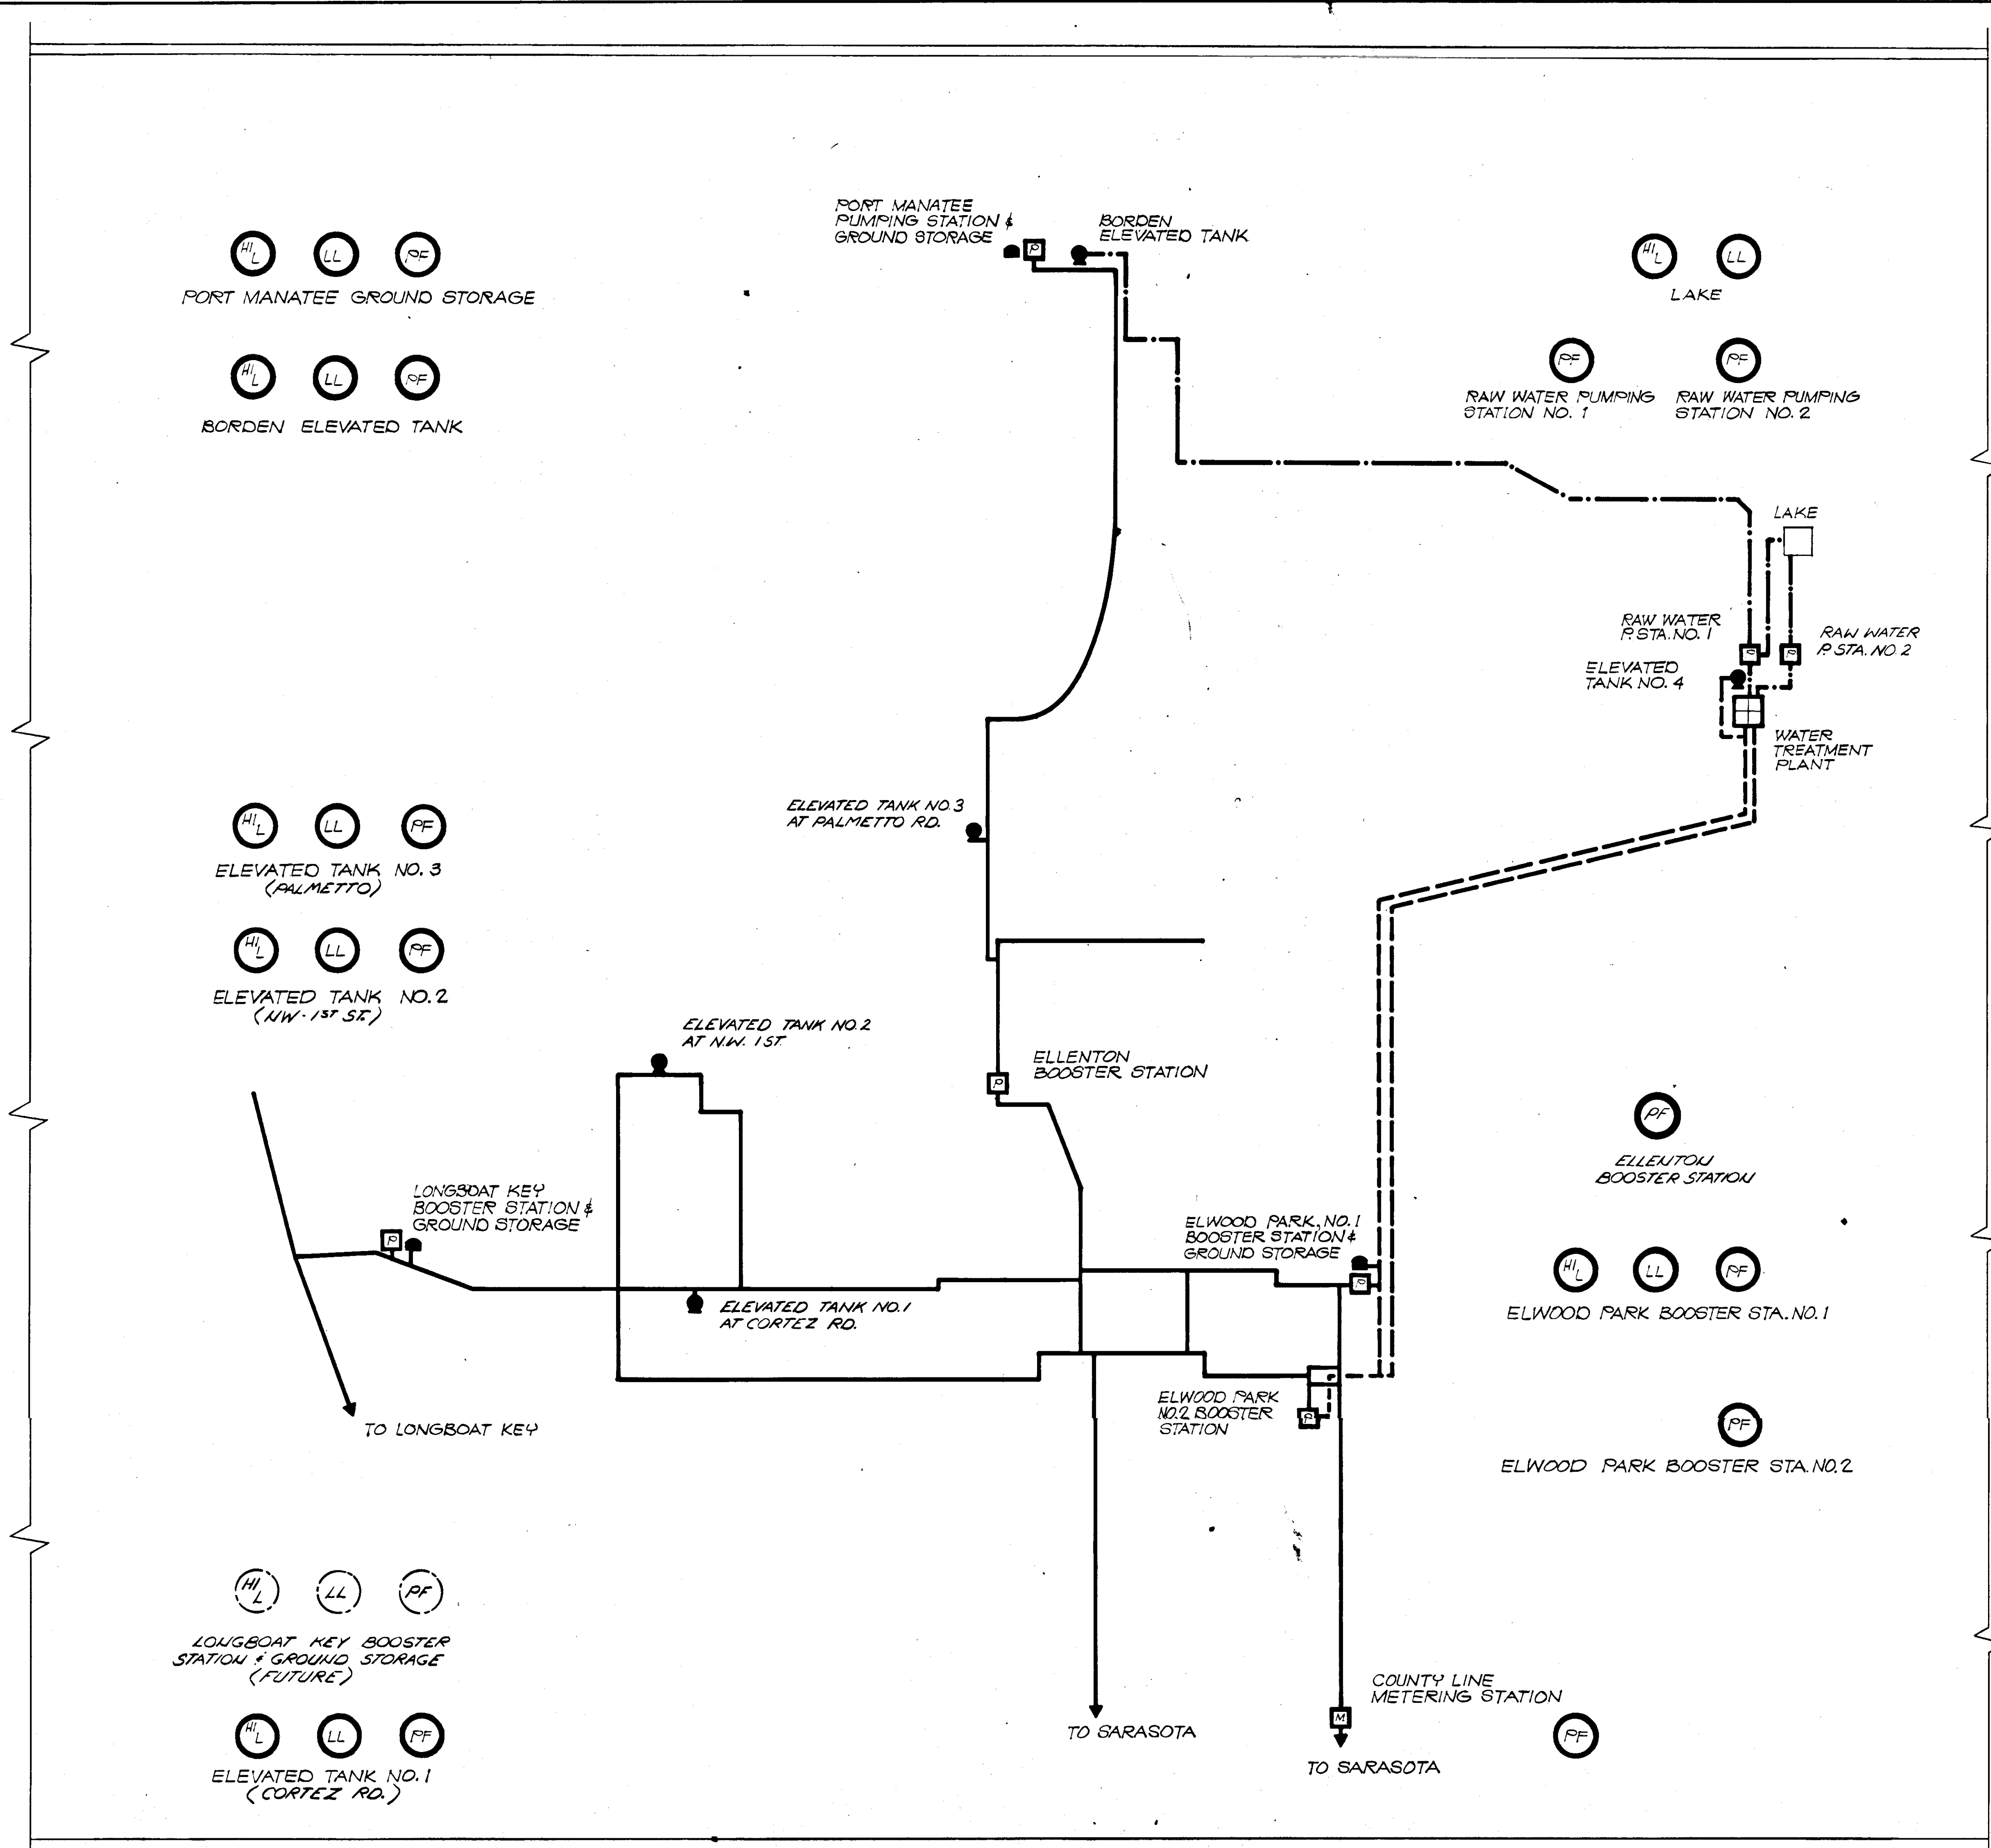 PORT MANATEE
PUMPING STATION &
GROUND STORAGE
P
BORDEN
ELEVATED TANK
HI L LL PF
PORT MANATEE GROUND STORAGE
HI L LL
LAKE
HI L LL PF
BORDEN ELEVATED TANK
PF
RAW WATER PUMPING
STATION NO. 1
PF
RAW WATER PUMPING
STATION NO. 2
LAKE
RAW WATER
P. STA. NO. 1
P
P
RAW WATER
P. STA. NO 2
ELEVATED
TANK NO. 4
WATER
TREATMENT
PLANT
ELEVATED TANK NO. 3
AT PALMETTO RD.
HI L LL PF
ELEVATED TANK NO. 3
(PALMETTO)
HI L LL PF
ELEVATED TANK NO. 2
(NW. 1ST ST.)
ELEVATED TANK NO. 2
AT N.W. 1ST.
ELLENTON
BOOSTER STATION
P
PF
ELLENTON
BOOSTER STATION
LONGBOAT KEY
BOOSTER STATION &
GROUND STORAGE
P
ELWOOD PARK, NO. 1
BOOSTER STATION &
GROUND STORAGE
P
HI L LL PF
ELWOOD PARK BOOSTER STA. NO. 1
ELEVATED TANK NO. 1
AT CORTEZ RD.
ELWOOD PARK
NO. 2 BOOSTER
STATION
P
TO LONGBOAT KEY
PF
ELWOOD PARK BOOSTER STA. NO. 2
HI L LL PF
LONGBOAT KEY BOOSTER
STATION & GROUND STORAGE
(FUTURE)
HI L LL PF
ELEVATED TANK NO. 1
(CORTEZ RD.)
TO SARASOTA
COUNTY LINE
METERING STATION
M
PF
TO SARASOTA